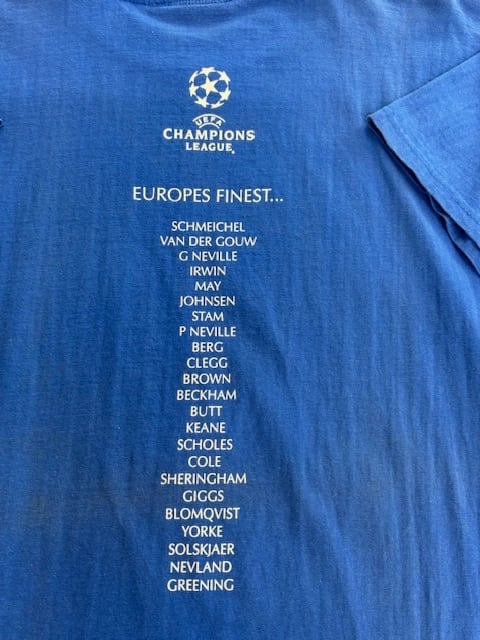 UEFA
CHAMPIONS
LEAGUE.
EUROPES FINEST...
SCHMEICHEL
VAN DER GOUW
G NEVILLE
IRWIN
MAY
JOHNSEN
STAM
P NEVILLE
BERG
CLEGG
BROWN
BECKHAM
BUTT
KEANE
SCHOLES
COLE
SHERINGHAM
GIGGS
BLOMQVIST
YORKE
SOLSKJAER
NEVLAND
GREENING